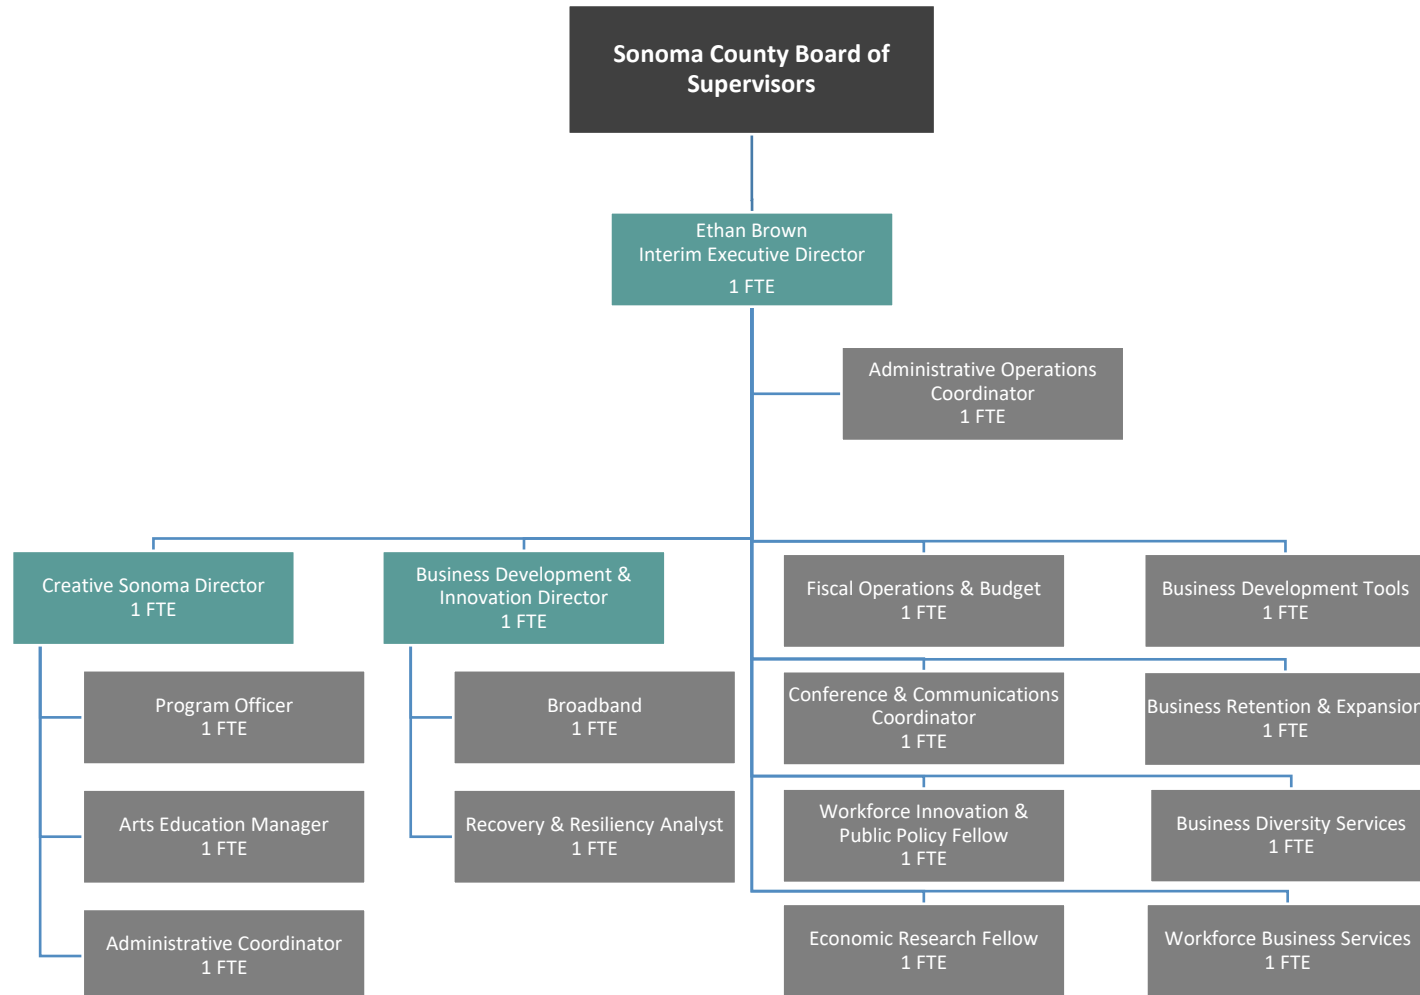 Sonoma County Board of
Supervisors
Ethan Brown
Interim Executive Director
1 FTE
Administrative Operations
Coordinator
1 FTE
Creative Sonoma Director
1 FTE
Business Development &
Innovation Director
1 FTE
Fiscal Operations & Budget
1 FTE
Business Development Tools
1 FTE
Program Officer
1 FTE
Broadband
1 FTE
Conference & Communications
Coordinator
1 FTE
Business Retention & Expansion
1 FTE
Arts Education Manager
1 FTE
Recovery & Resiliency Analyst
1 FTE
Workforce Innovation &
Public Policy Fellow
1 FTE
Business Diversity Services
1 FTE
Administrative Coordinator
1 FTE
Economic Research Fellow
1 FTE
Workforce Business Services
1 FTE